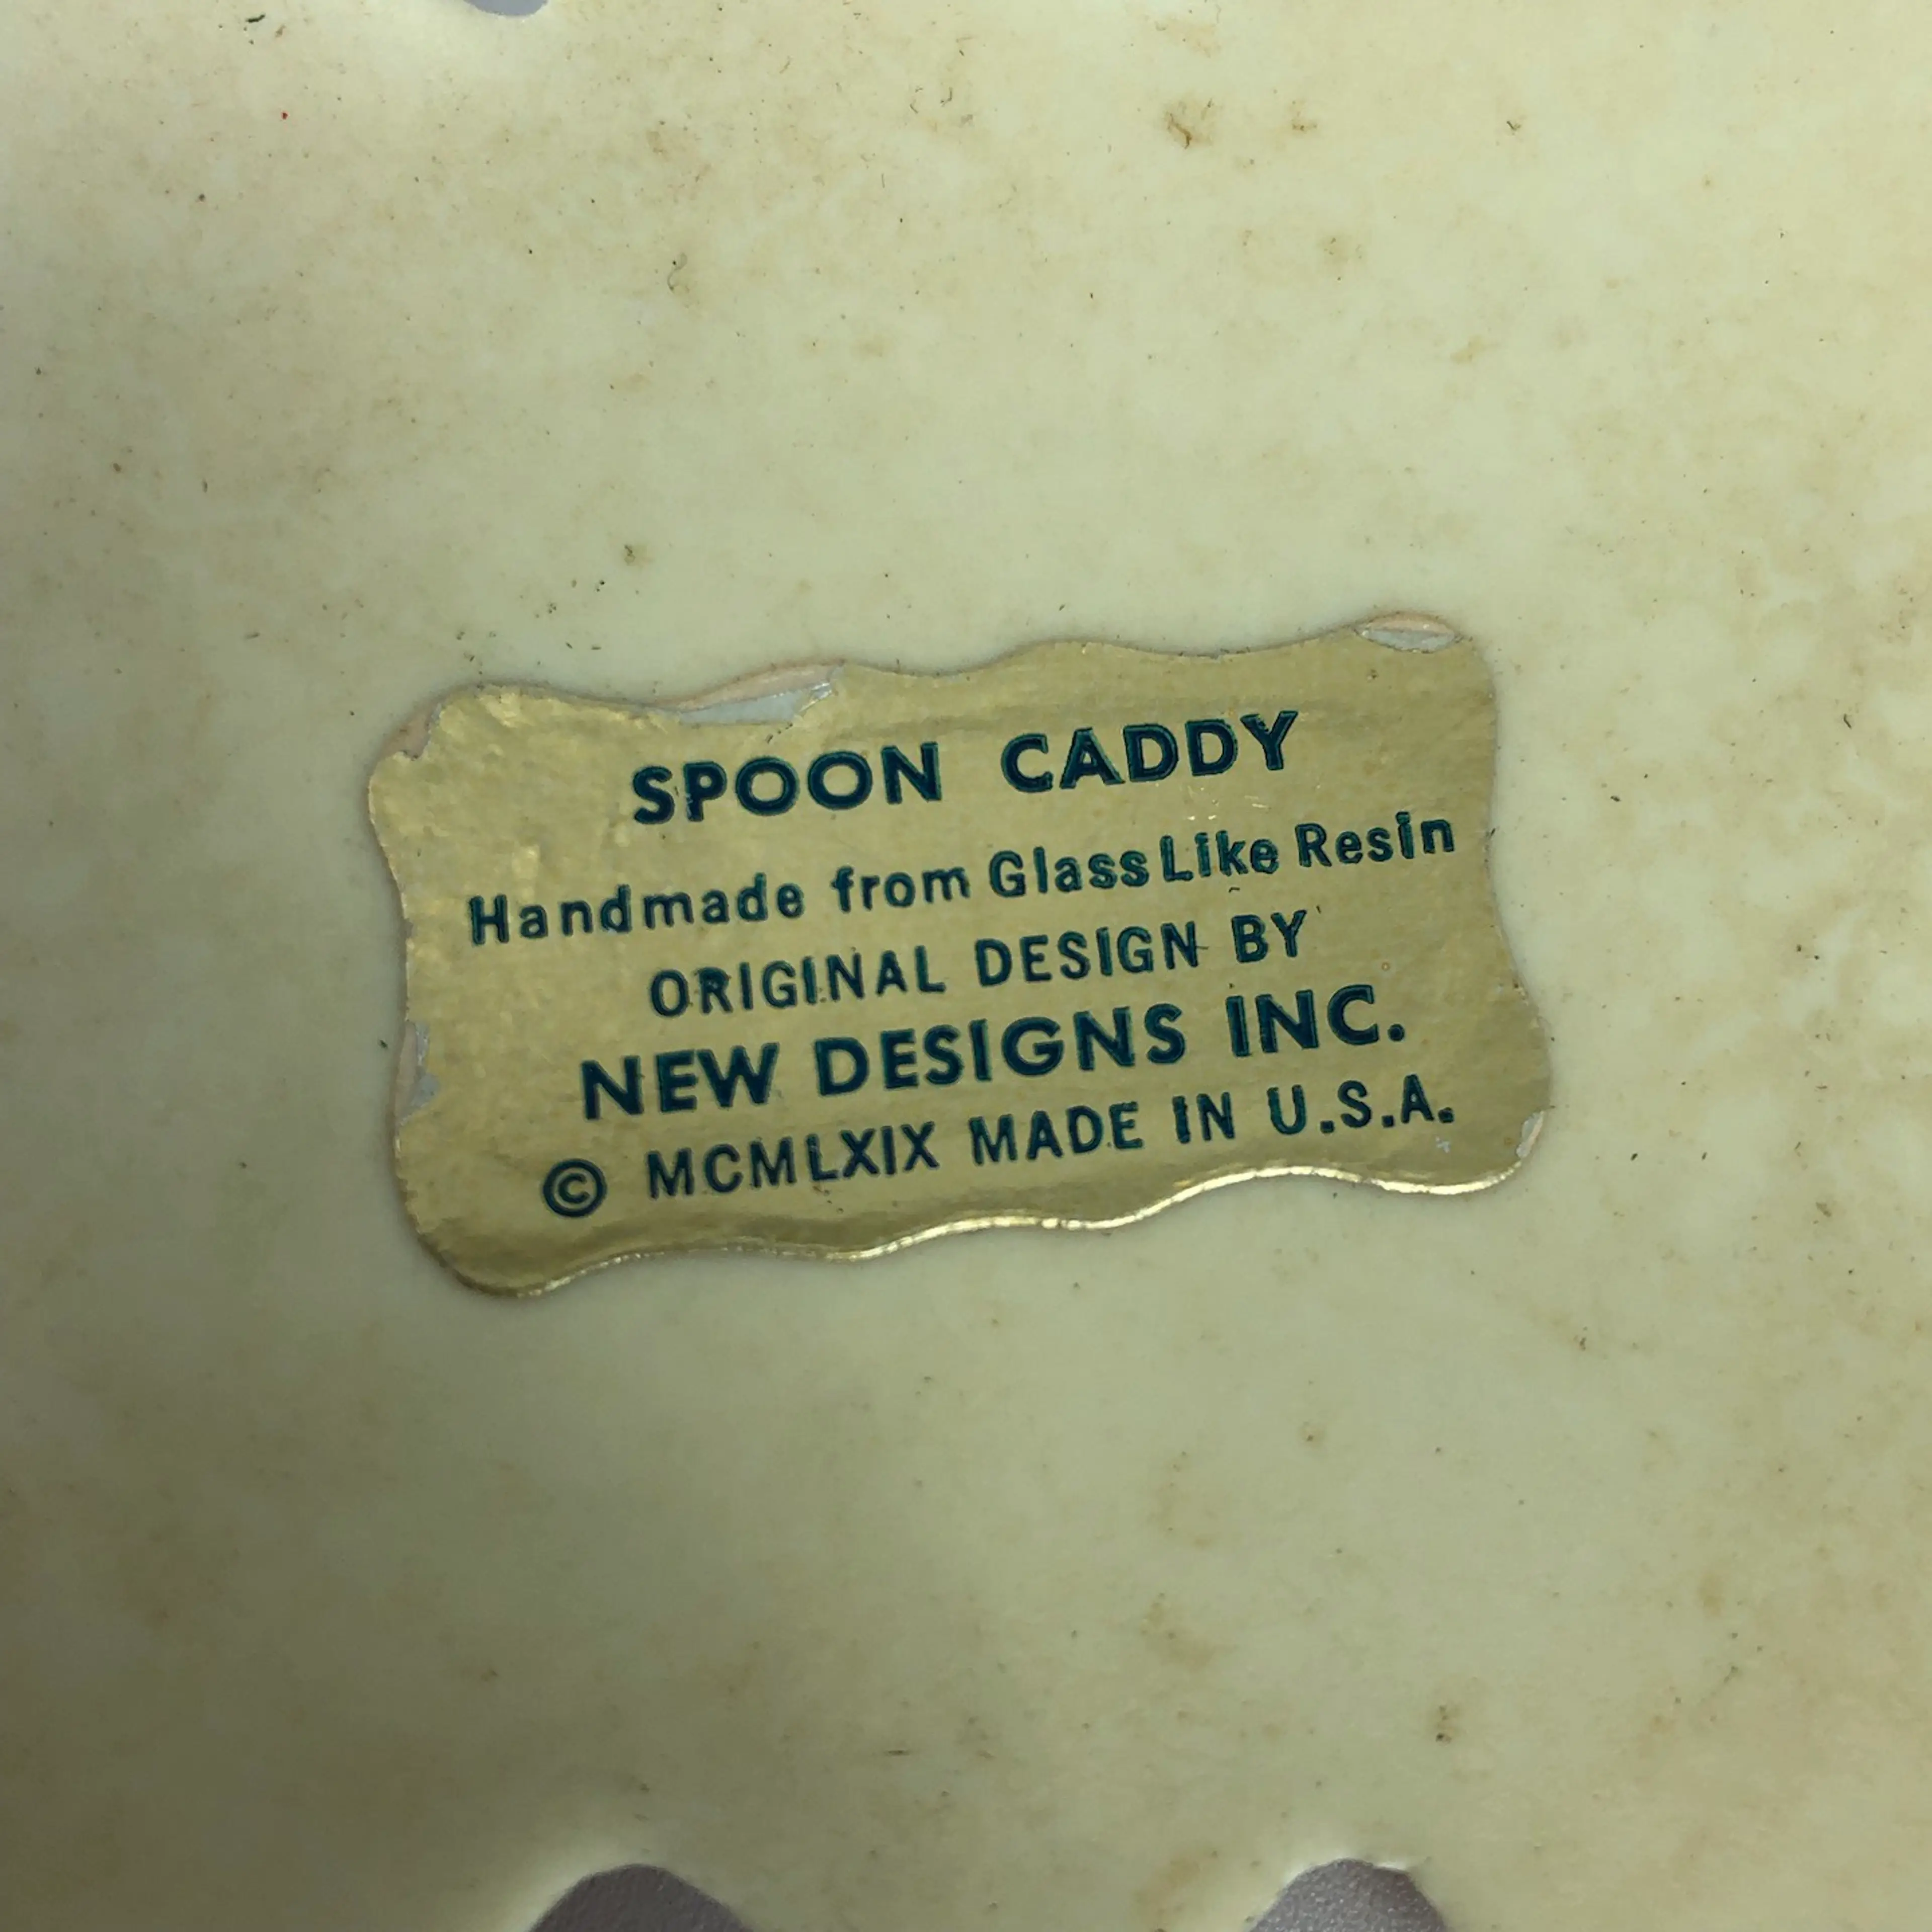 SPOON CADDY
Handmade from Glass Like Resin
ORIGINAL DESIGN BY
NEW DESIGNS INC.
© MCMLXIX MADE IN U.S.A.